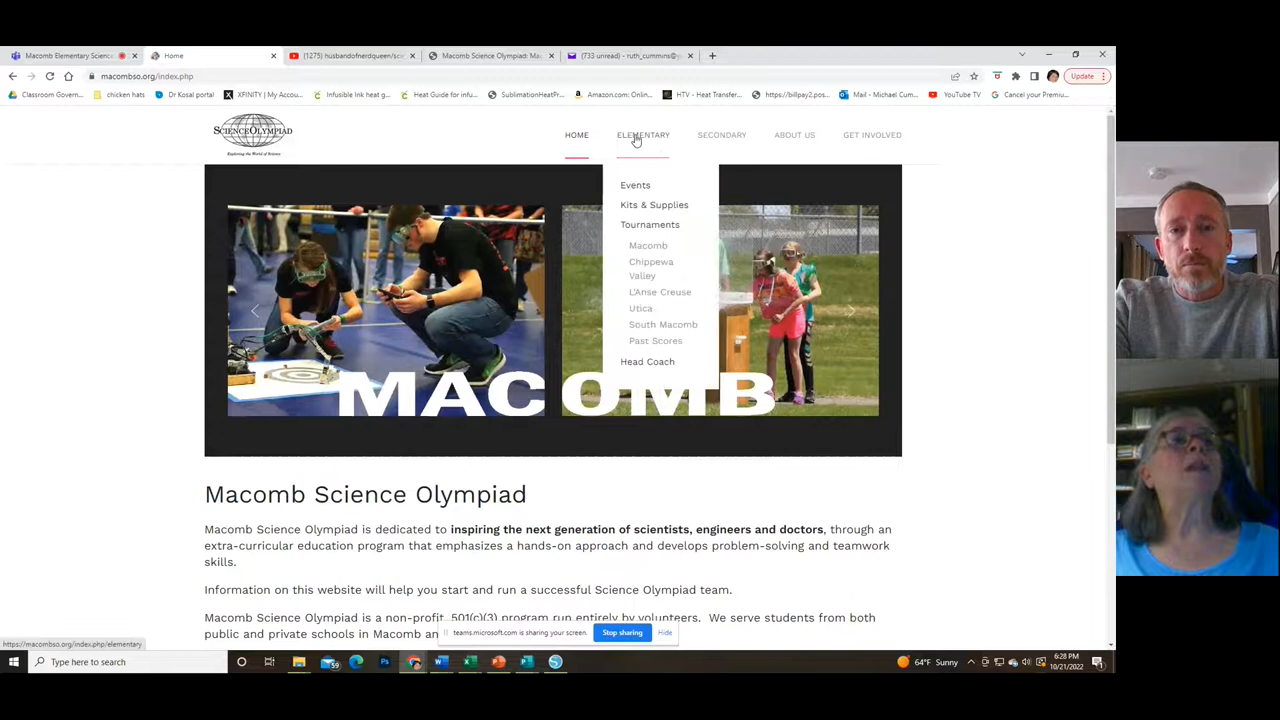 Macomb Elementary Science
Home
(1275) husbandofnerdqueen/sci
Macomb Science Olympiad: Ma
(733 unread) - ruth_cummins@y
macombso.org/index.php
Update
Classroom Govern...
chicken hats
Dr Kosal portal
XFINITY | My Accou...
Infusible Ink heat g...
Heat Guide for infu...
SublimationHeatPr...
Amazon.com: Onlin...
HTV - Heat Transfer...
https://billpay2.pos...
Mail - Michael Cum...
YouTube TV
Cancel your Premiu...
SCIENCE OLYMPIAD
Exploring the World of Science
HOME
ELEMENTARY
SECONDARY
ABOUT US
GET INVOLVED
Events
Kits & Supplies
Tournaments
Macomb
Chippewa
Valley
L'Anse Creuse
Utica
South Macomb
Past Scores
Head Coach
MACOMB
Macomb Science Olympiad
Macomb Science Olympiad is dedicated to inspiring the next generation of scientists, engineers and doctors, through an
extra-curricular education program that emphasizes a hands-on approach and develops problem-solving and teamwork
skills.
Information on this website will help you start and run a successful Science Olympiad team.
Macomb Science Olympiad is a non-profit, 501(c)(3) program run entirely by volunteers. We serve students from both
public and private schools in Macomb an
teams.microsoft.com is sharing your screen.
Stop sharing
Hide
https://macombso.org/index.php/elementary
Type here to search
59
64°F Sunny
6:28 PM
10/21/2022